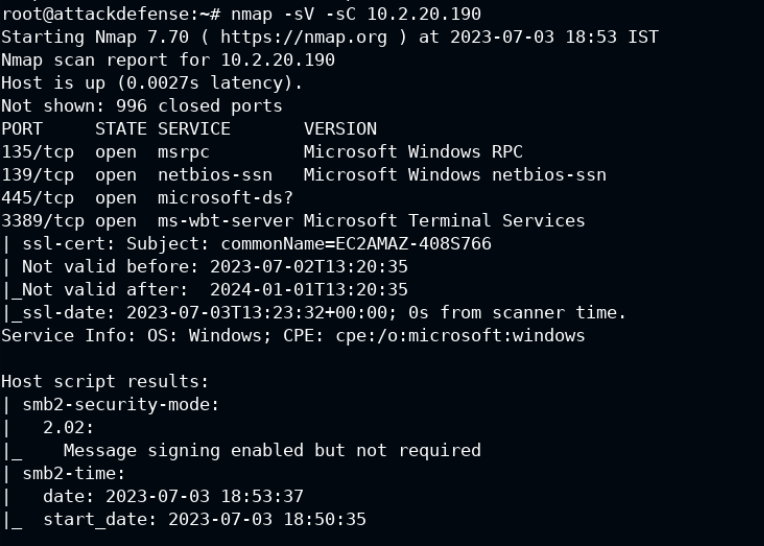 root@attackdefense:~# nmap -sV -sC 10.2.20.190
Starting Nmap 7.70 ( https://nmap.org ) at 2023-07-03 18:53 IST
Nmap scan report for 10.2.20.190
Host is up (0.0027s latency).
Not shown: 996 closed ports
PORT     STATE SERVICE       VERSION
135/tcp  open  msrpc         Microsoft Windows RPC
139/tcp  open  netbios-ssn   Microsoft Windows netbios-ssn
445/tcp  open  microsoft-ds?
3389/tcp open  ms-wbt-server Microsoft Terminal Services
| ssl-cert: Subject: commonName=EC2AMAZ-408S766
| Not valid before: 2023-07-02T13:20:35
|_Not valid after:  2024-01-01T13:20:35
|_ssl-date: 2023-07-03T13:23:32+00:00; 0s from scanner time.
Service Info: OS: Windows; CPE: cpe:/o:microsoft:windows

Host script results:
| smb2-security-mode:
|   2.02:
|_    Message signing enabled but not required
| smb2-time:
|   date: 2023-07-03 18:53:37
|_  start_date: 2023-07-03 18:50:35